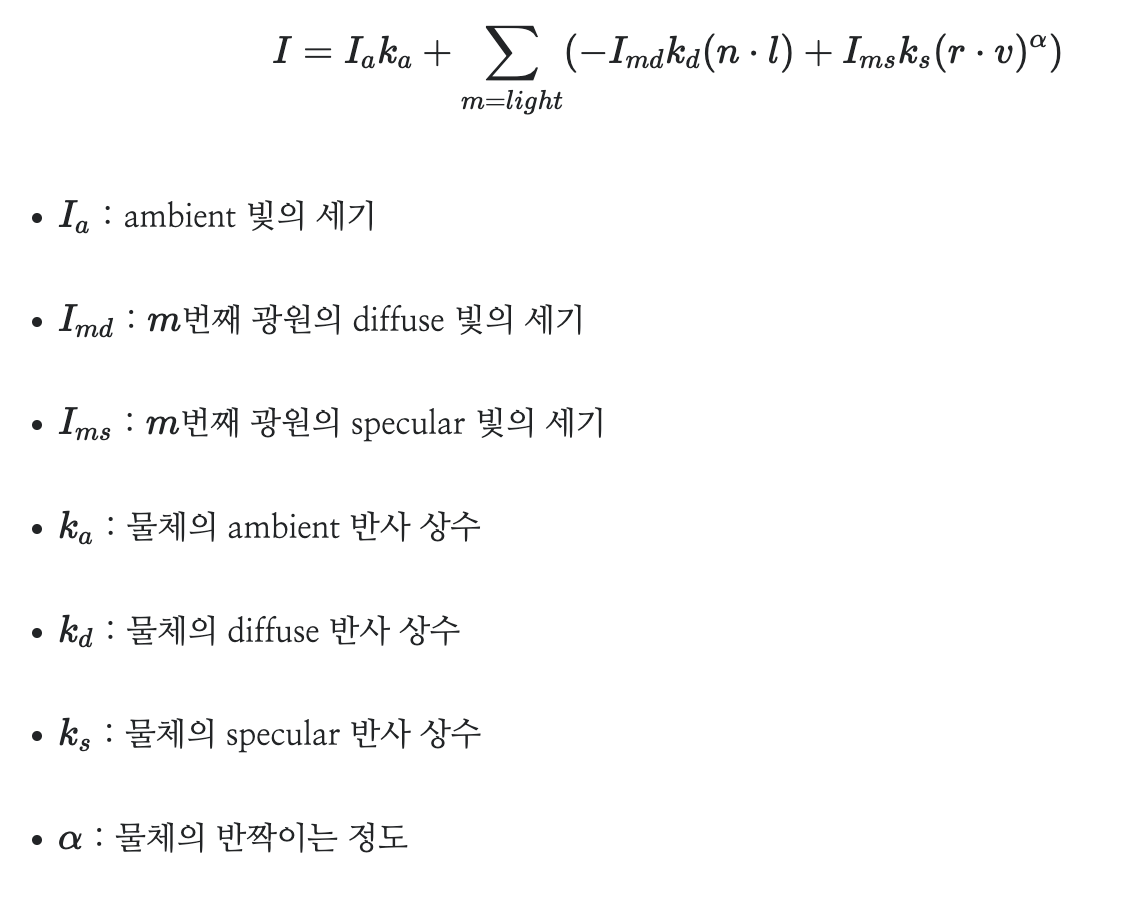 I = I_a k_a + \sum_{m=light} (-I_{md} k_d (n \cdot l) + I_{ms} k_s (r \cdot v)^α)
• I_a : ambient 빛의 세기
• I_{md} : m번째 광원의 diffuse 빛의 세기
• I_{ms} : m번째 광원의 specular 빛의 세기
• k_a : 물체의 ambient 반사 상수
• k_d : 물체의 diffuse 반사 상수
• k_s : 물체의 specular 반사 상수
• α : 물체의 반짝이는 정도